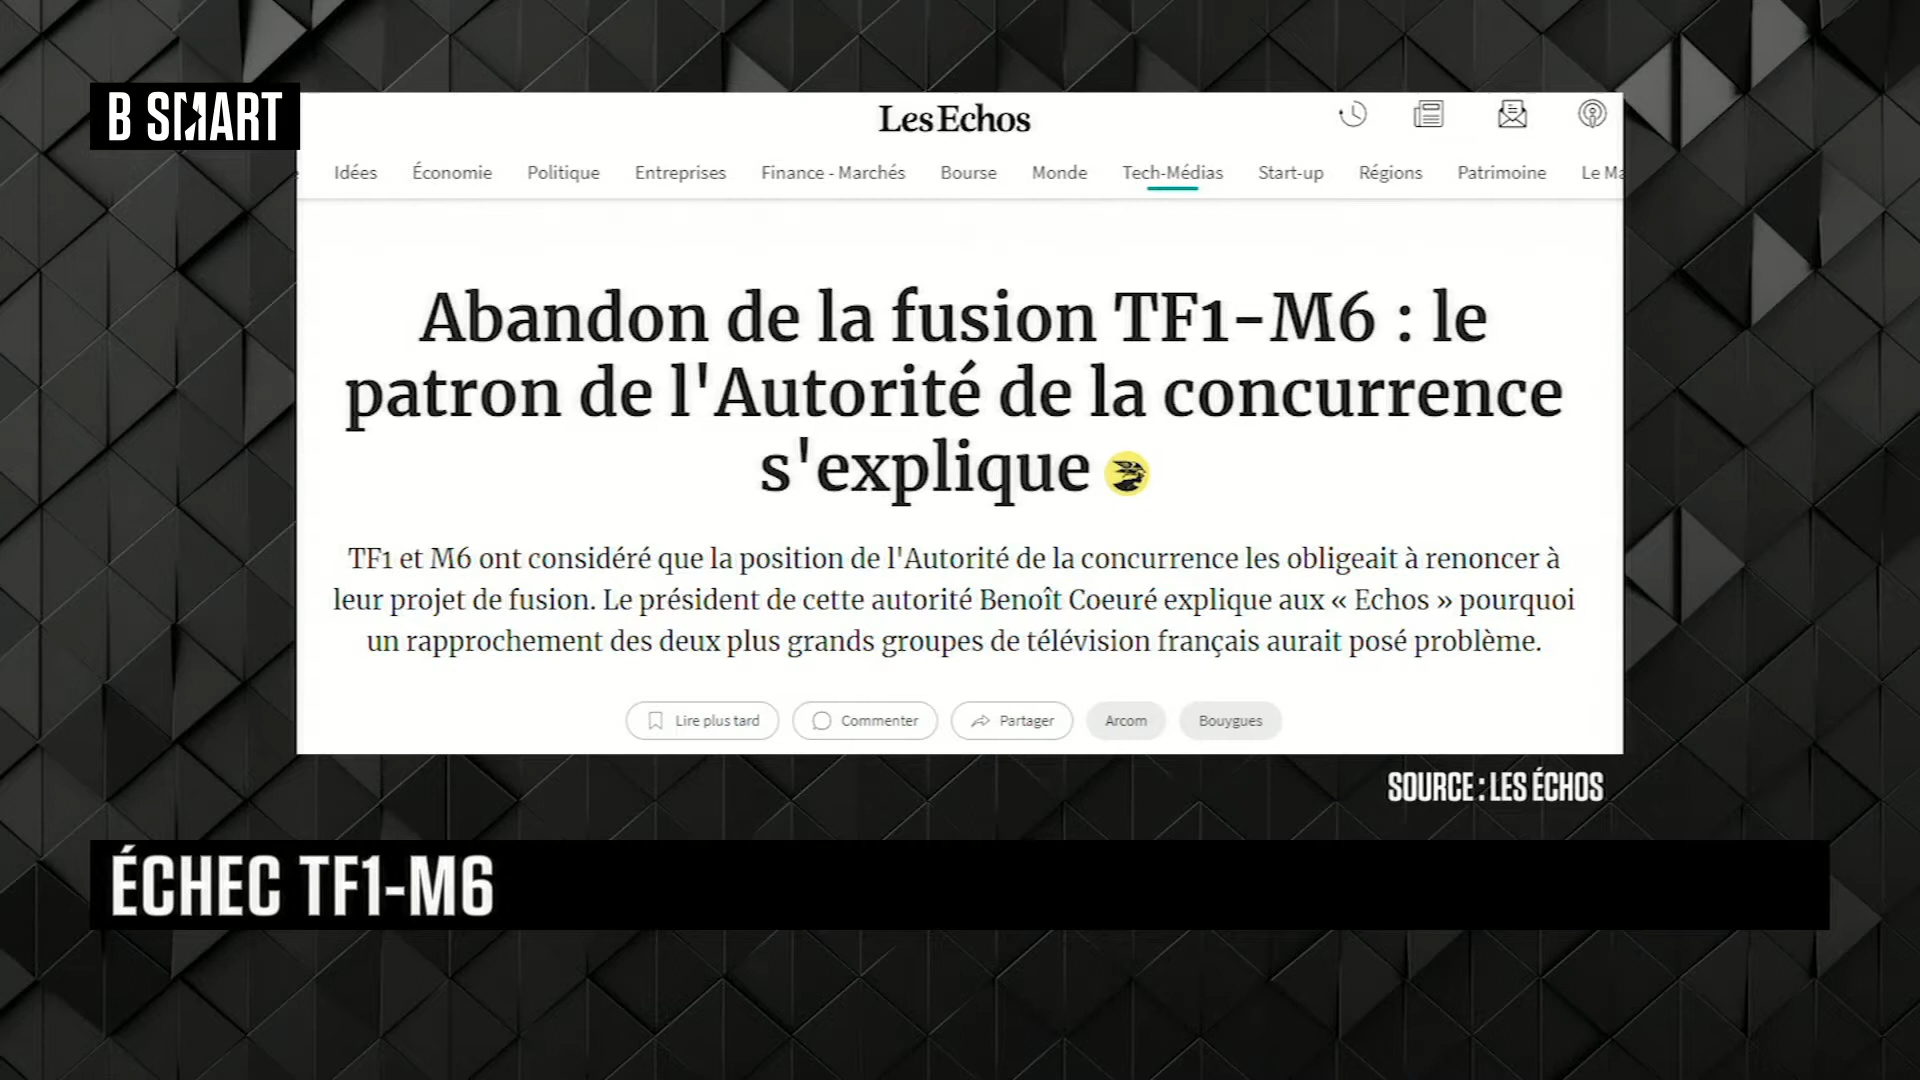 B SMART
Les Echos
Idées Économie Politique Entreprises Finance - Marchés Bourse Monde Tech-Médias Start-up Régions Patrimoine Le Ma
Abandon de la fusion TF1-M6 : le
patron de l'Autorité de la concurrence
s'explique
TF1 et M6 ont considéré que la position de l'Autorité de la concurrence les obligeait à renoncer à
leur projet de fusion. Le président de cette autorité Benoît Coeuré explique aux « Echos » pourquoi
un rapprochement des deux plus grands groupes de télévision français aurait posé problème.
Lire plus tard Commenter Partager Arcom Bouygues
SOURCE : LES ÉCHOS
ÉCHEC TF1-M6